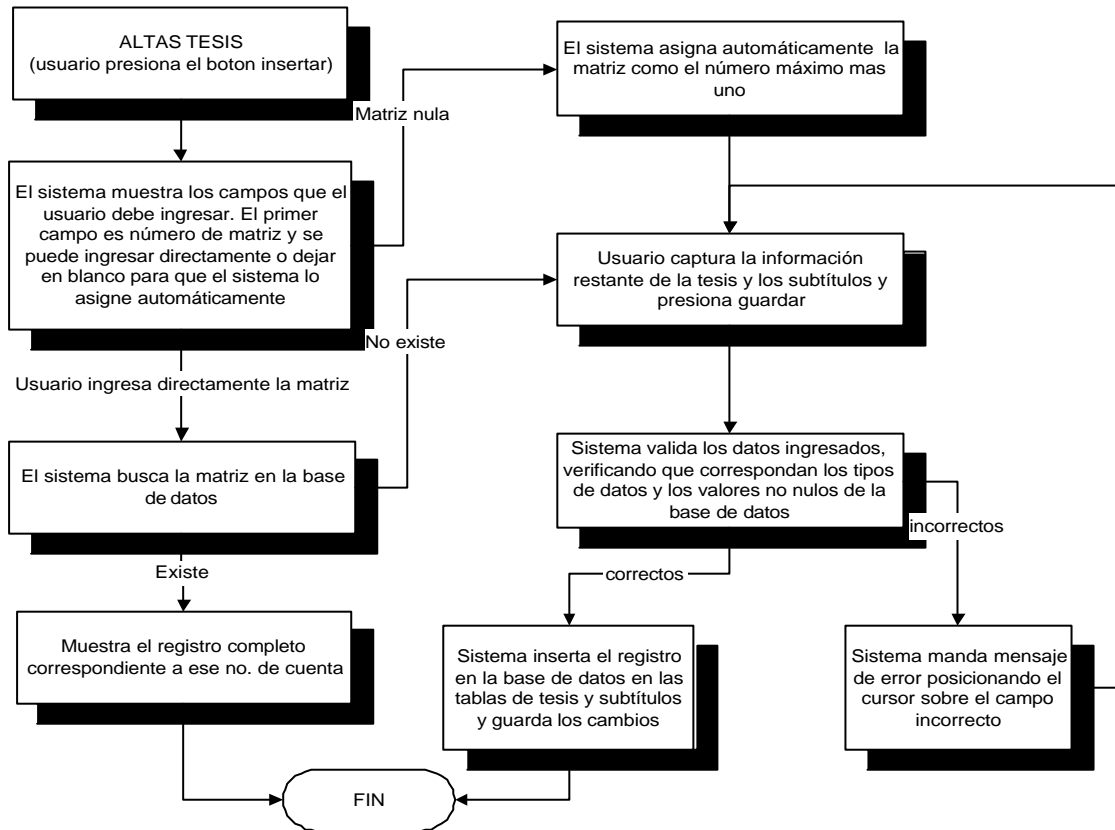 ALTAS TESIS
(usuario presiona el boton insertar)
El sistema asigna automáticamente la
matriz como el número máximo mas
uno
Matriz nula
El sistema muestra los campos que el
usuario debe ingresar. El primer
campo es número de matriz y se
puede ingresar directamente o dejar
en blanco para que el sistema lo
asigne automáticamente
Usuario captura la información
restante de la tesis y los subtítulos y
presiona guardar
No existe
Usuario ingresa directamente la matriz
El sistema busca la matriz en la base
de datos
Sistema valida los datos ingresados,
verificando que correspondan los tipos
de datos y los valores no nulos de la
base de datos
incorrectos
correctos
Existe
Muestra el registro completo
correspondiente a ese no. de cuenta
Sistema inserta el registro
en la base de datos en las
tablas de tesis y subtítulos
y guarda los cambios
Sistema manda mensaje
de error posicionando el
cursor sobre el campo
incorrecto
FIN